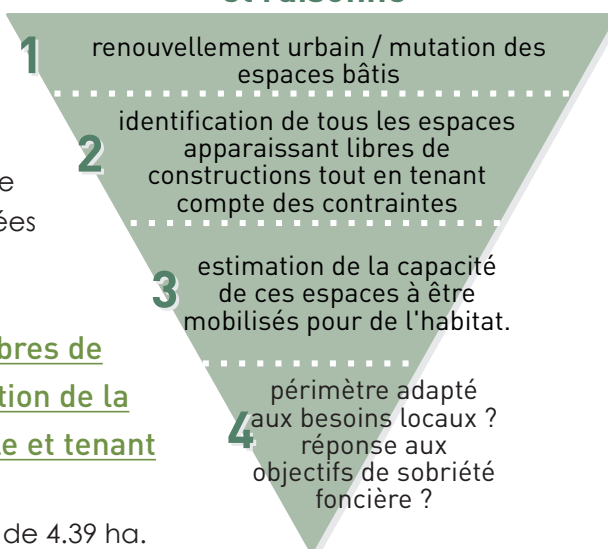 et raisonné
1 renouvellement urbain / mutation des
espaces bâtis
2 identification de tous les espaces
apparaissant libres de
constructions tout en tenant
compte des contraintes
3 estimation de la capacité
de ces espaces à être
mobilisés pour de l'habitat.
4 périmètre adapté
aux besoins locaux ?
réponse aux
objectifs de sobriété
foncière ?
de
tion de la
et tenant
de 4.39 ha.